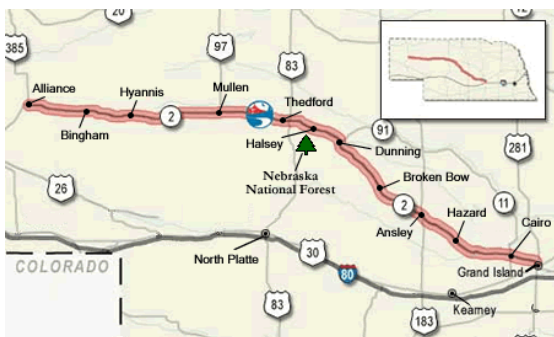 20
12
385
97
83
Alliance
Hyannis
Mullen
Thedford
2
Bingham
Halsey
91
Dunning
281
Nebraska
National Forest
Broken Bow
26
2
11
Hazard
Cairo
Ansley
North Platte
30
Grand Island
COLORADO
80
83
183
Kearney